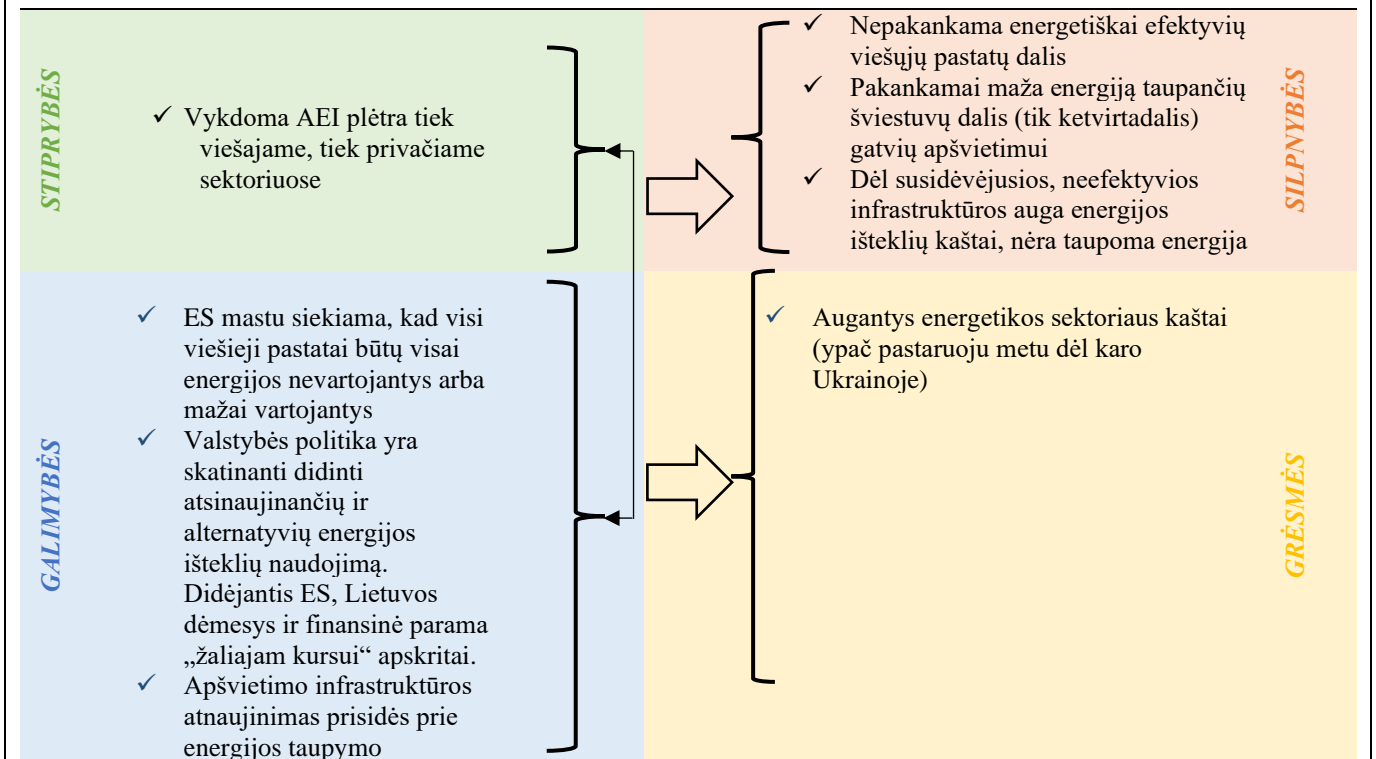 STIPRYBĖS
✓ Vykdoma AEI plėtra tiek
viešajame, tiek privačiame
sektoriuose
✓ Nepakankama energetiškai efektyvių
viešųjų pastatų dalis
✓ Pakankamai maža energiją taupančių
šviestuvų dalis (tik ketvirtadalis)
gatvių apšvietimui
✓ Dėl susidėvėjusios, neefektyvios
infrastruktūros auga energijos
išteklių kaštai, nėra taupoma energija
SILPNYBĖS
GALIMYBĖS
✓ ES mastu siekiama, kad visi
viešieji pastatai būtų visai
energijos nevartojantys arba
mažai vartojantys
✓ Valstybės politika yra
skatinanti didinti
atsinaujinančių ir
alternatyvių energijos
išteklių naudojimą.
Didėjantis ES, Lietuvos
dėmesys ir finansinė parama
„žaliajam kursui“ apskritai.
✓ Apšvietimo infrastruktūros
atnaujinimas prisidės prie
energijos taupymo
✓ Augantys energetikos sektoriaus kaštai
(ypač pastaruoju metu dėl karo
Ukrainoje)
GRĖSMĖS